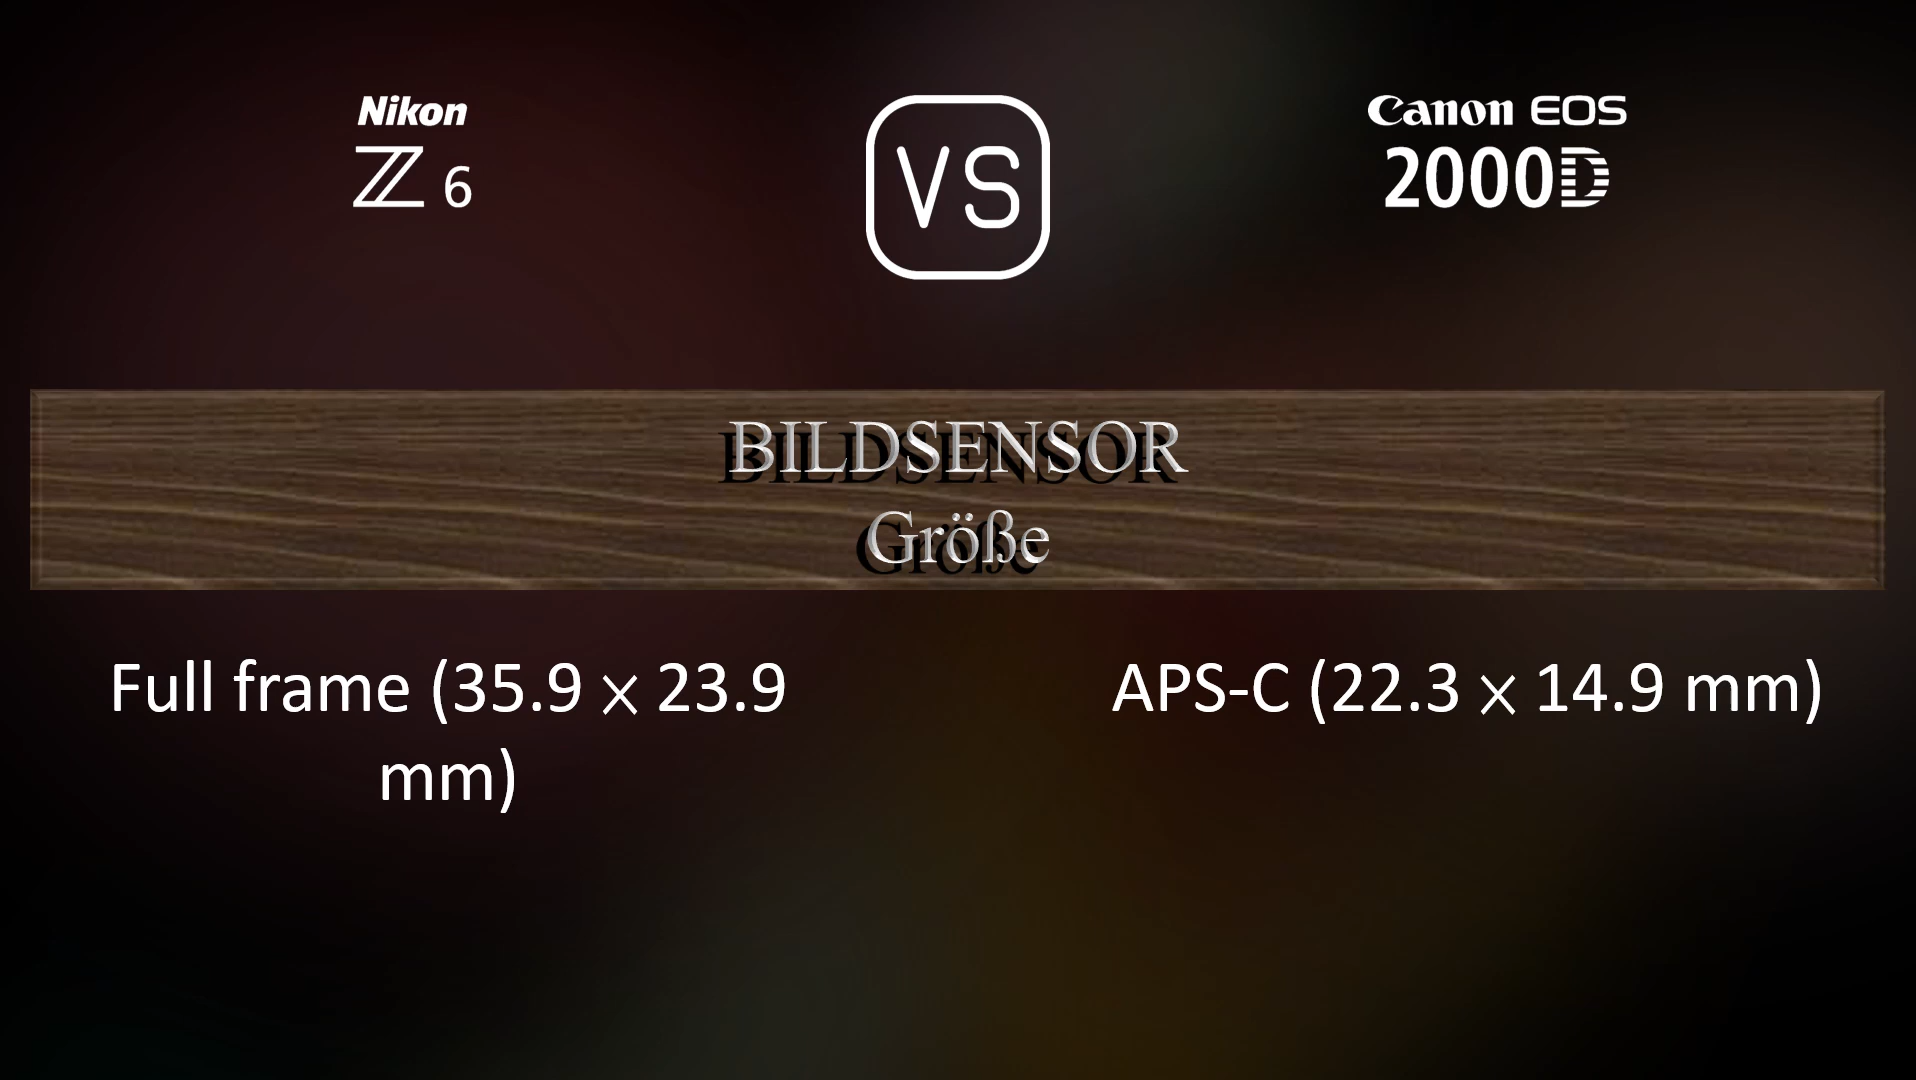 Nikon
Z 6
VS
Canon EOS
2000D
BILDSENSOR
Größe
Full frame (35.9 x 23.9
mm)
APS-C (22.3 x 14.9 mm)